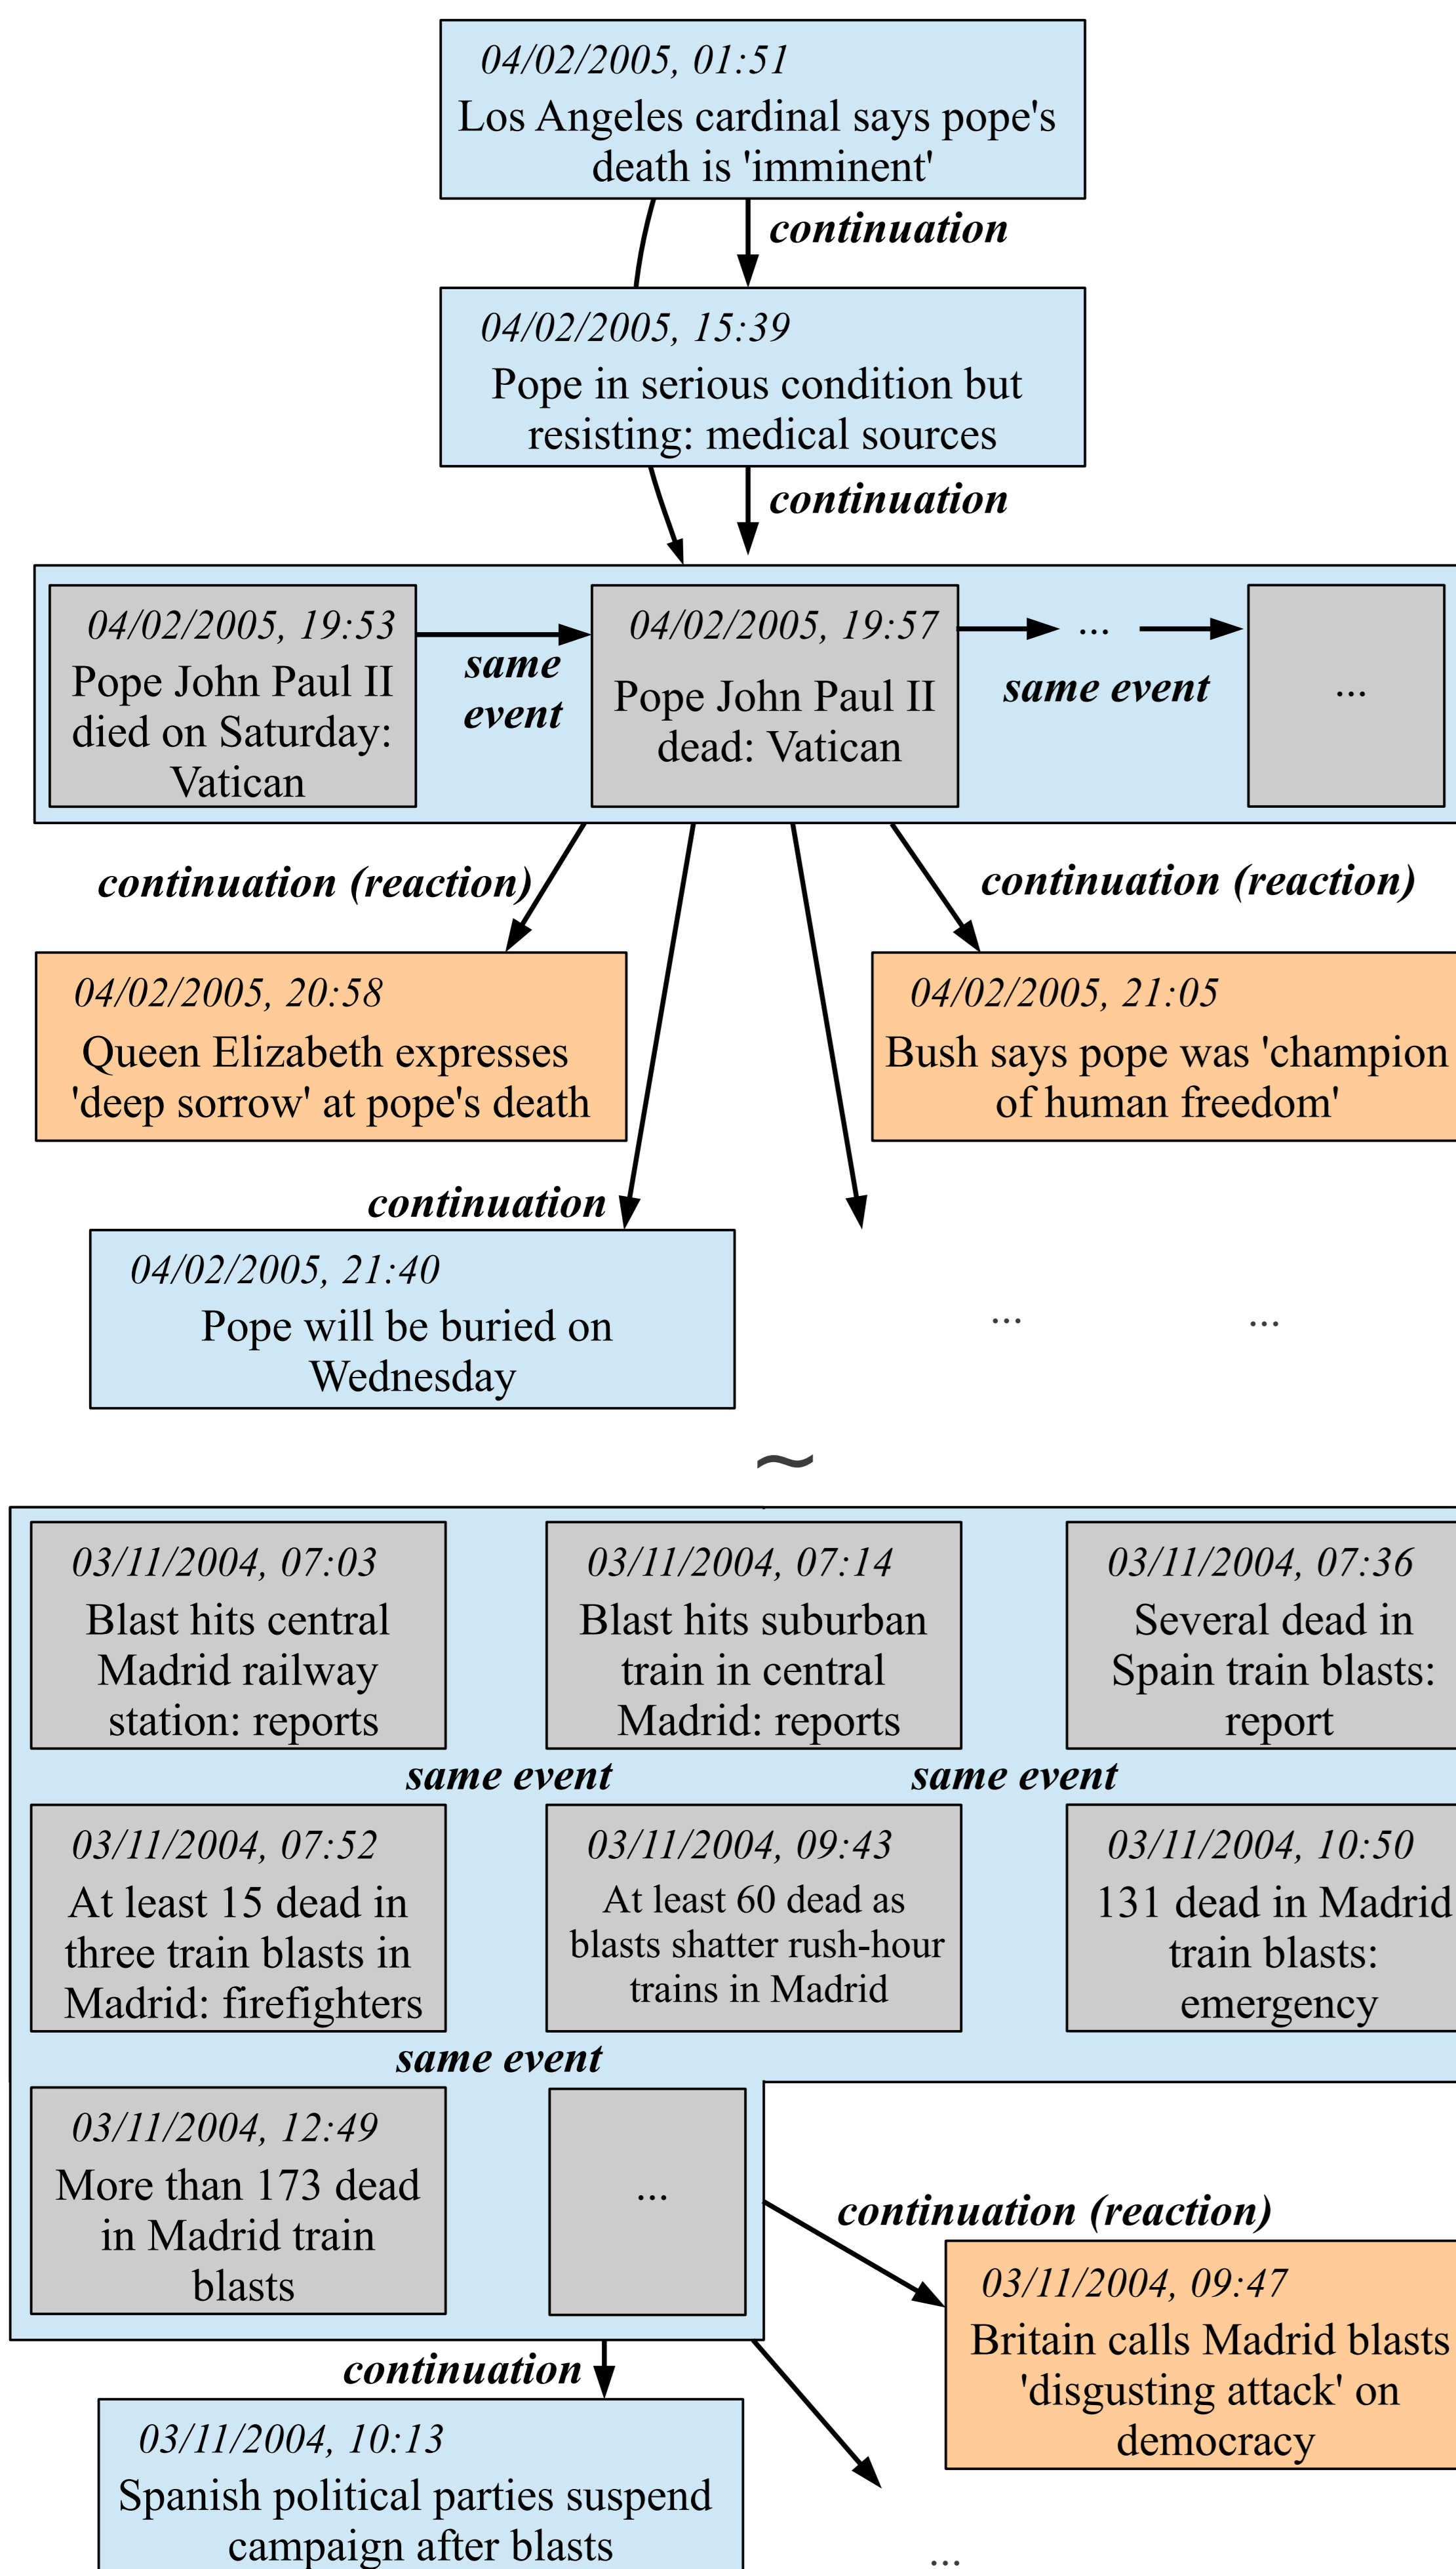 04/02/2005, 01:51
Los Angeles cardinal says pope's
death is 'imminent'
continuation
04/02/2005, 15:39
Pope in serious condition but
resisting: medical sources
continuation
04/02/2005, 19:53
Pope John Paul II
died on Saturday:
Vatican
same
event
04/02/2005, 19:57
Pope John Paul II
dead: Vatican
...
same event
...
continuation (reaction)
continuation (reaction)
04/02/2005, 20:58
Queen Elizabeth expresses
'deep sorrow' at pope's death
04/02/2005, 21:05
Bush says pope was 'champion
of human freedom'
continuation
04/02/2005, 21:40
Pope will be buried on
Wednesday
...
...
~
03/11/2004, 07:03
Blast hits central
Madrid railway
station: reports
03/11/2004, 07:14
Blast hits suburban
train in central
Madrid: reports
03/11/2004, 07:36
Several dead in
Spain train blasts:
report
same event
same event
03/11/2004, 07:52
At least 15 dead in
three train blasts in
Madrid: firefighters
03/11/2004, 09:43
At least 60 dead as
blasts shatter rush-hour
trains in Madrid
03/11/2004, 10:50
131 dead in Madrid
train blasts:
emergency
same event
03/11/2004, 12:49
More than 173 dead
in Madrid train
blasts
...
continuation (reaction)
03/11/2004, 09:47
Britain calls Madrid blasts
'disgusting attack' on
democracy
continuation
03/11/2004, 10:13
Spanish political parties suspend
campaign after blasts
...